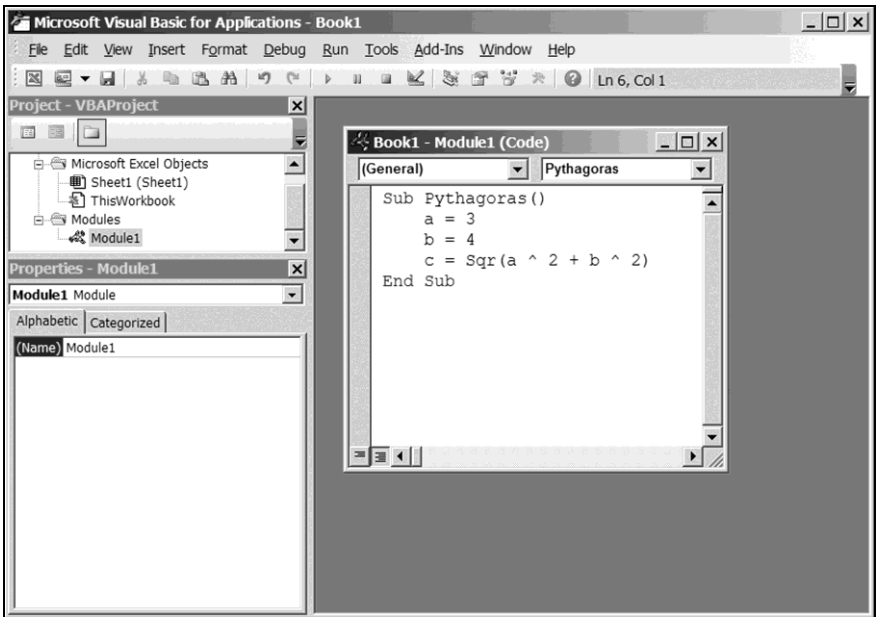 Microsoft Visual Basic for Applications - Book1
File Edit View Insert Format Debug Run Tools Add-Ins Window Help
Ln 6, Col 1
Project - VBAProject
Microsoft Excel Objects
Sheet1 (Sheet1)
ThisWorkbook
Modules
Module1
Properties - Module1
Module1 Module
Alphabetic Categorized
(Name) Module1
Book1 - Module1 (Code)
(General) Pythagoras
Sub Pythagoras()
    a = 3
    b = 4
    c = Sqr(a ^ 2 + b ^ 2)
End Sub